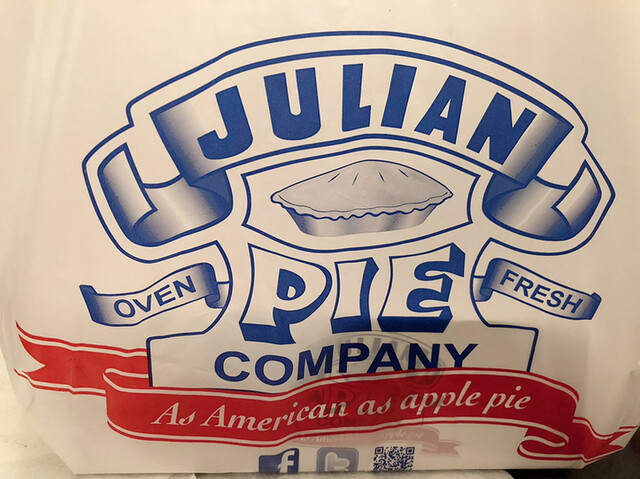 JULIAN
PIE
OVEN
FRESH
COMPANY
As American as apple pie